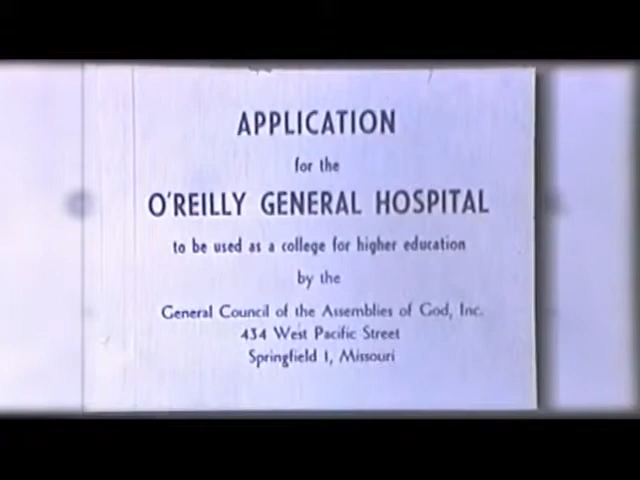 APPLICATION
for the
O'REILLY GENERAL HOSPITAL
to be used as a college for higher education
by the
General Council of the Assemblies of God, Inc.
434 West Pacific Street
Springfield 1, Missouri